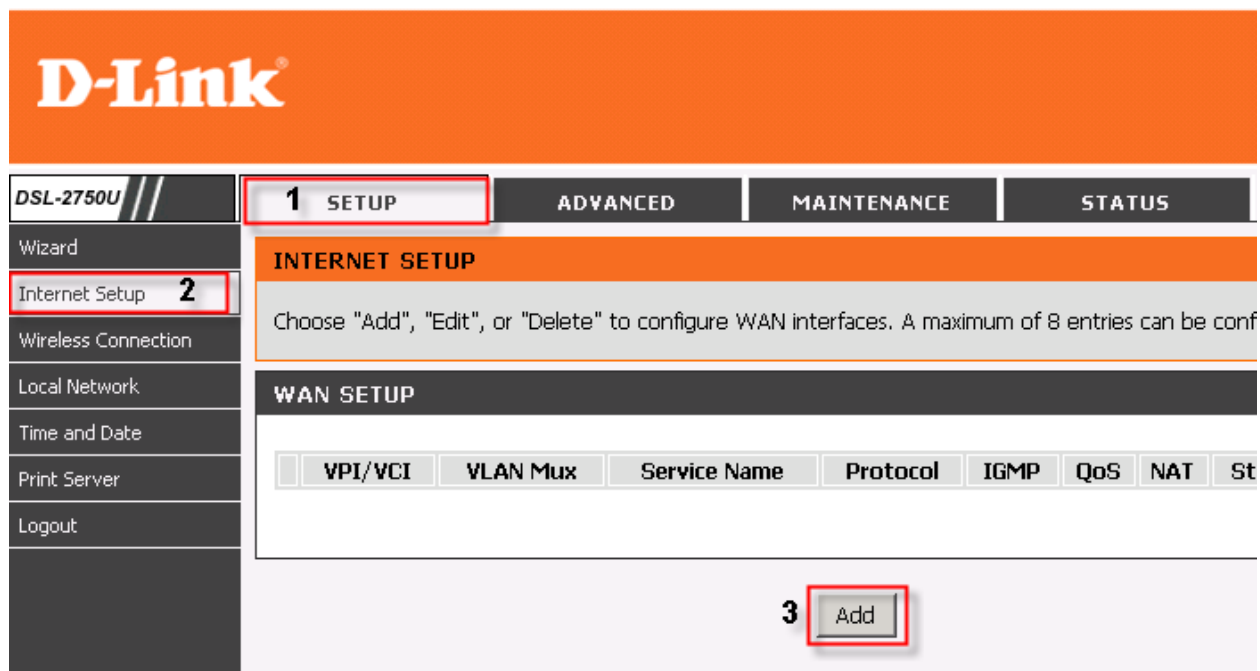 D-Link®
DSL-2750U
1 SETUP ADVANCED MAINTENANCE STATUS
Wizard
Internet Setup 2
Wireless Connection
Local Network
Time and Date
Print Server
Logout
INTERNET SETUP
Choose "Add", "Edit", or "Delete" to configure WAN interfaces. A maximum of 8 entries can be conf
WAN SETUP
VPI/VCI VLAN Mux Service Name Protocol IGMP QoS NAT St
3 Add